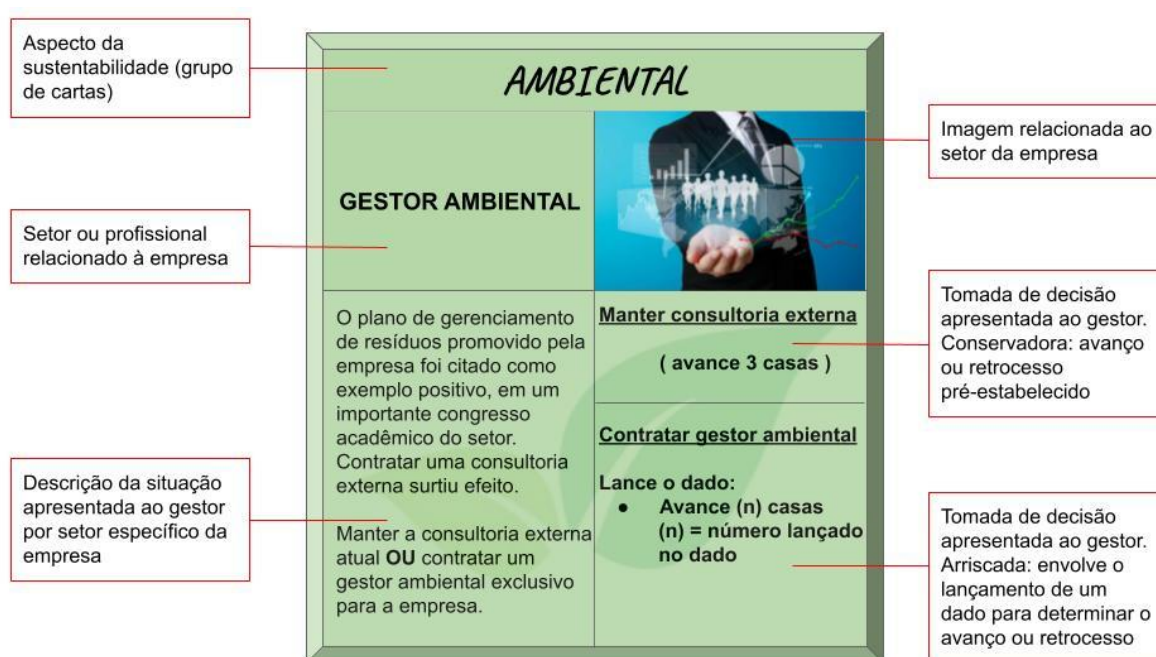 Aspecto da
sustentabilidade (grupo
de cartas)
AMBIENTAL
Imagem relacionada ao
setor da empresa
GESTOR AMBIENTAL
Setor ou profissional
relacionado à empresa
O plano de gerenciamento
de resíduos promovido pela
empresa foi citado como
exemplo positivo, em um
importante congresso
acadêmico do setor.
Contratar uma consultoria
externa surtiu efeito.
Manter a consultoria externa
atual OU contratar um
gestor ambiental exclusivo
para a empresa.
Manter consultoria externa
( avance 3 casas )
Contratar gestor ambiental
Lance o dado:
● Avance (n) casas
(n) = número lançado
no dado
Tomada de decisão
apresentada ao gestor.
Conservadora: avanço
ou retrocesso
pré-estabelecido
Descrição da situação
apresentada ao gestor
por setor específico da
empresa
Tomada de decisão
apresentada ao gestor.
Arriscada: envolve o
lançamento de um
dado para determinar o
avanço ou retrocesso